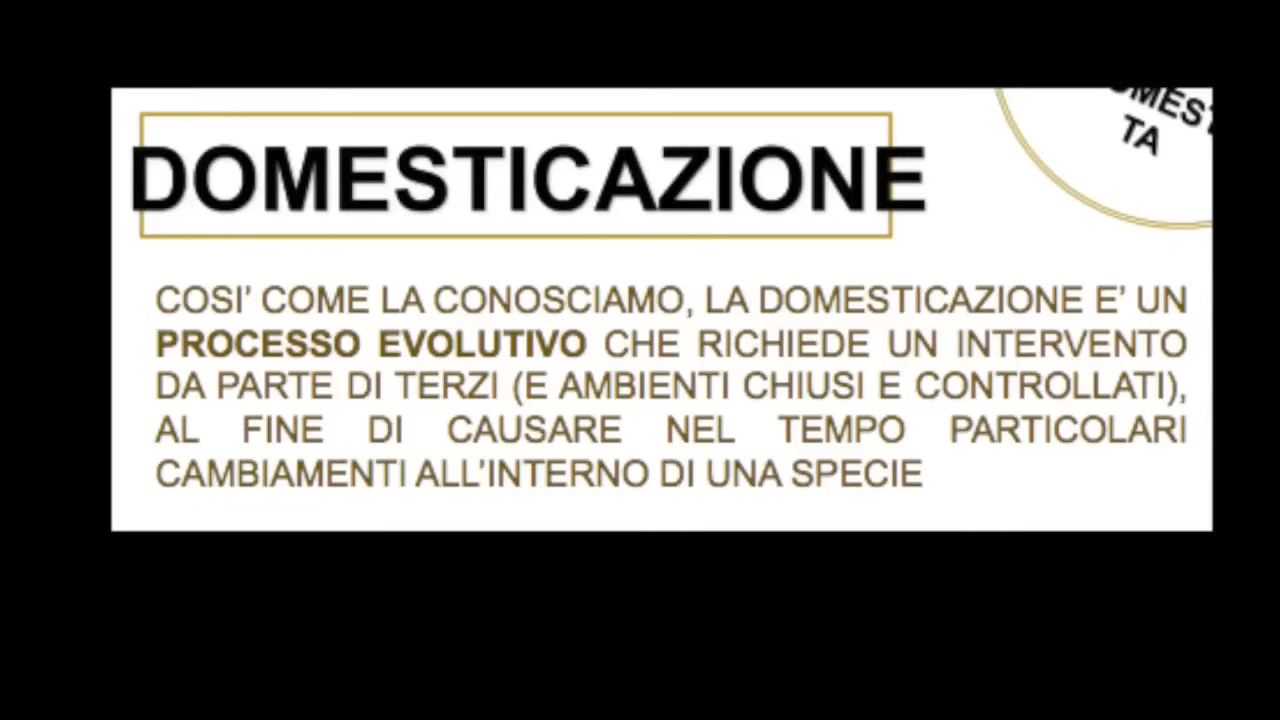 DOMESTICAZIONE
TA
COSI' COME LA CONOSCIAMO, LA DOMESTICAZIONE E' UN
PROCESSO EVOLUTIVO CHE RICHIEDE UN INTERVENTO
DA PARTE DI TERZI (E AMBIENTI CHIUSI E CONTROLLATI),
AL FINE DI CAUSARE NEL TEMPO PARTICOLARI
CAMBIAMENTI ALL'INTERNO DI UNA SPECIE